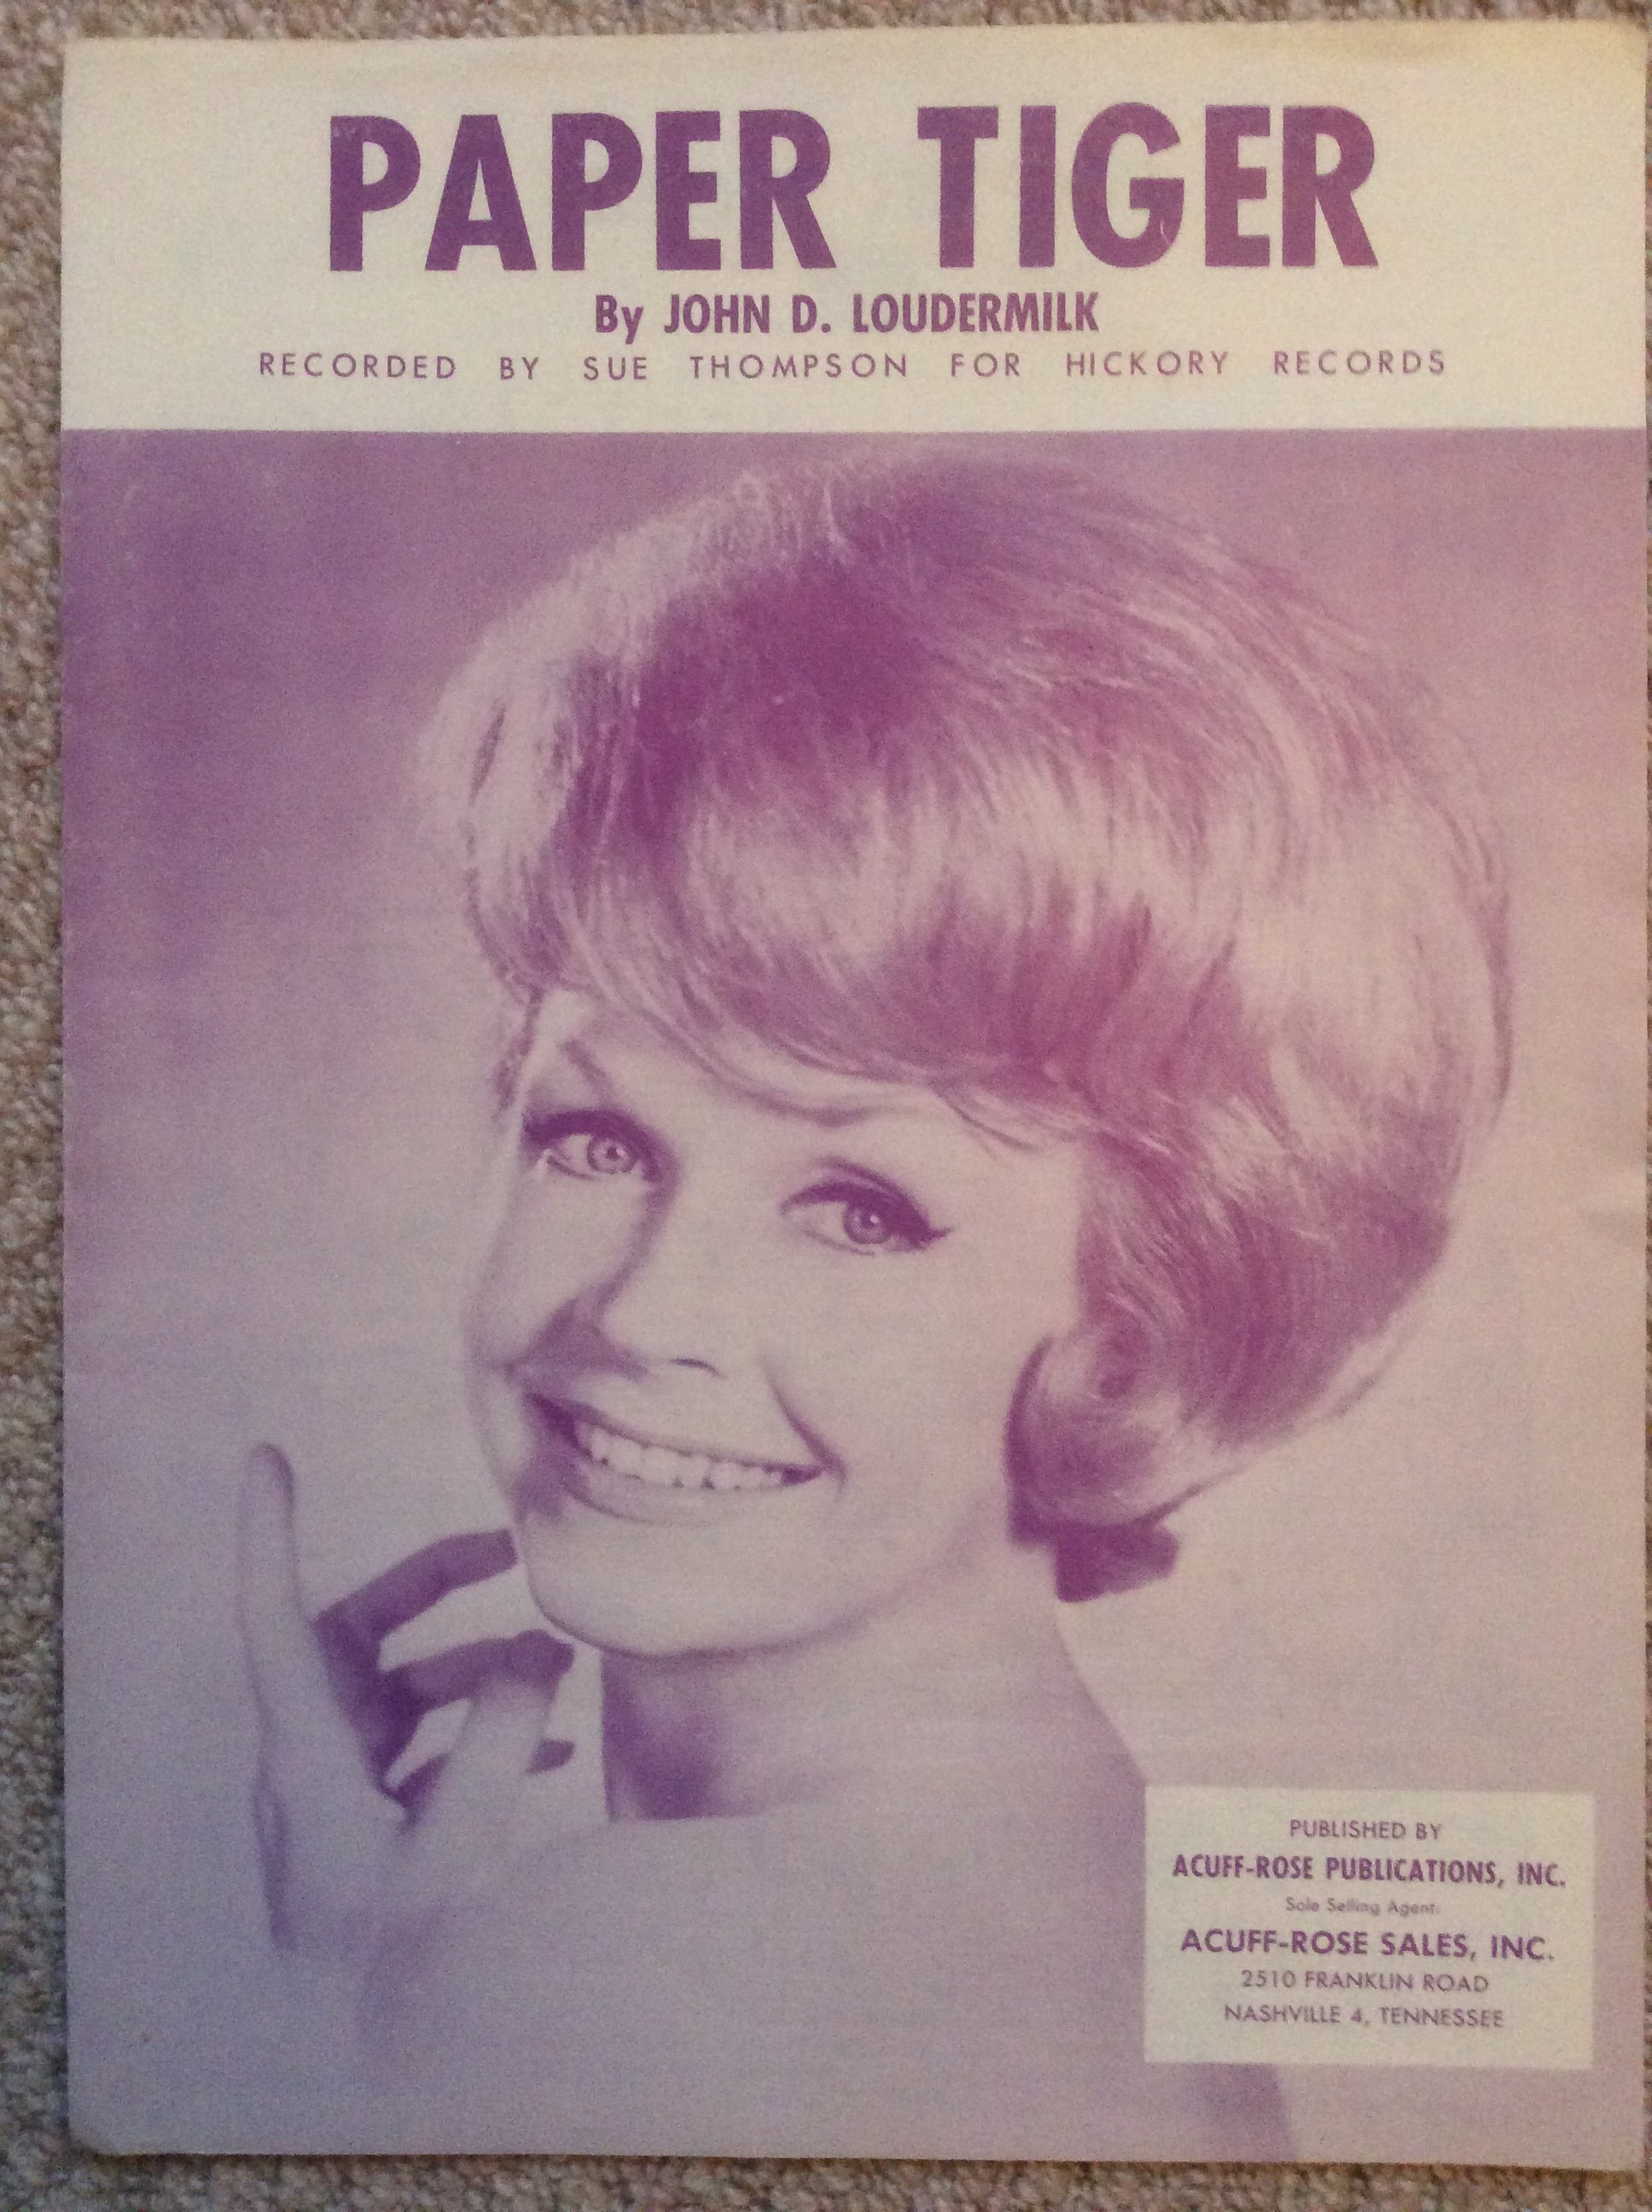 PAPER TIGER
By JOHN D. LOUDERMILK
RECORDED BY SUE THOMPSON FOR HICKORY RECORDS
PUBLISHED BY
ACUFF-ROSE PUBLICATIONS, INC.
Sole Selling Agent:
ACUFF-ROSE SALES, INC.
2510 FRANKLIN ROAD
NASHVILLE 4, TENNESSEE